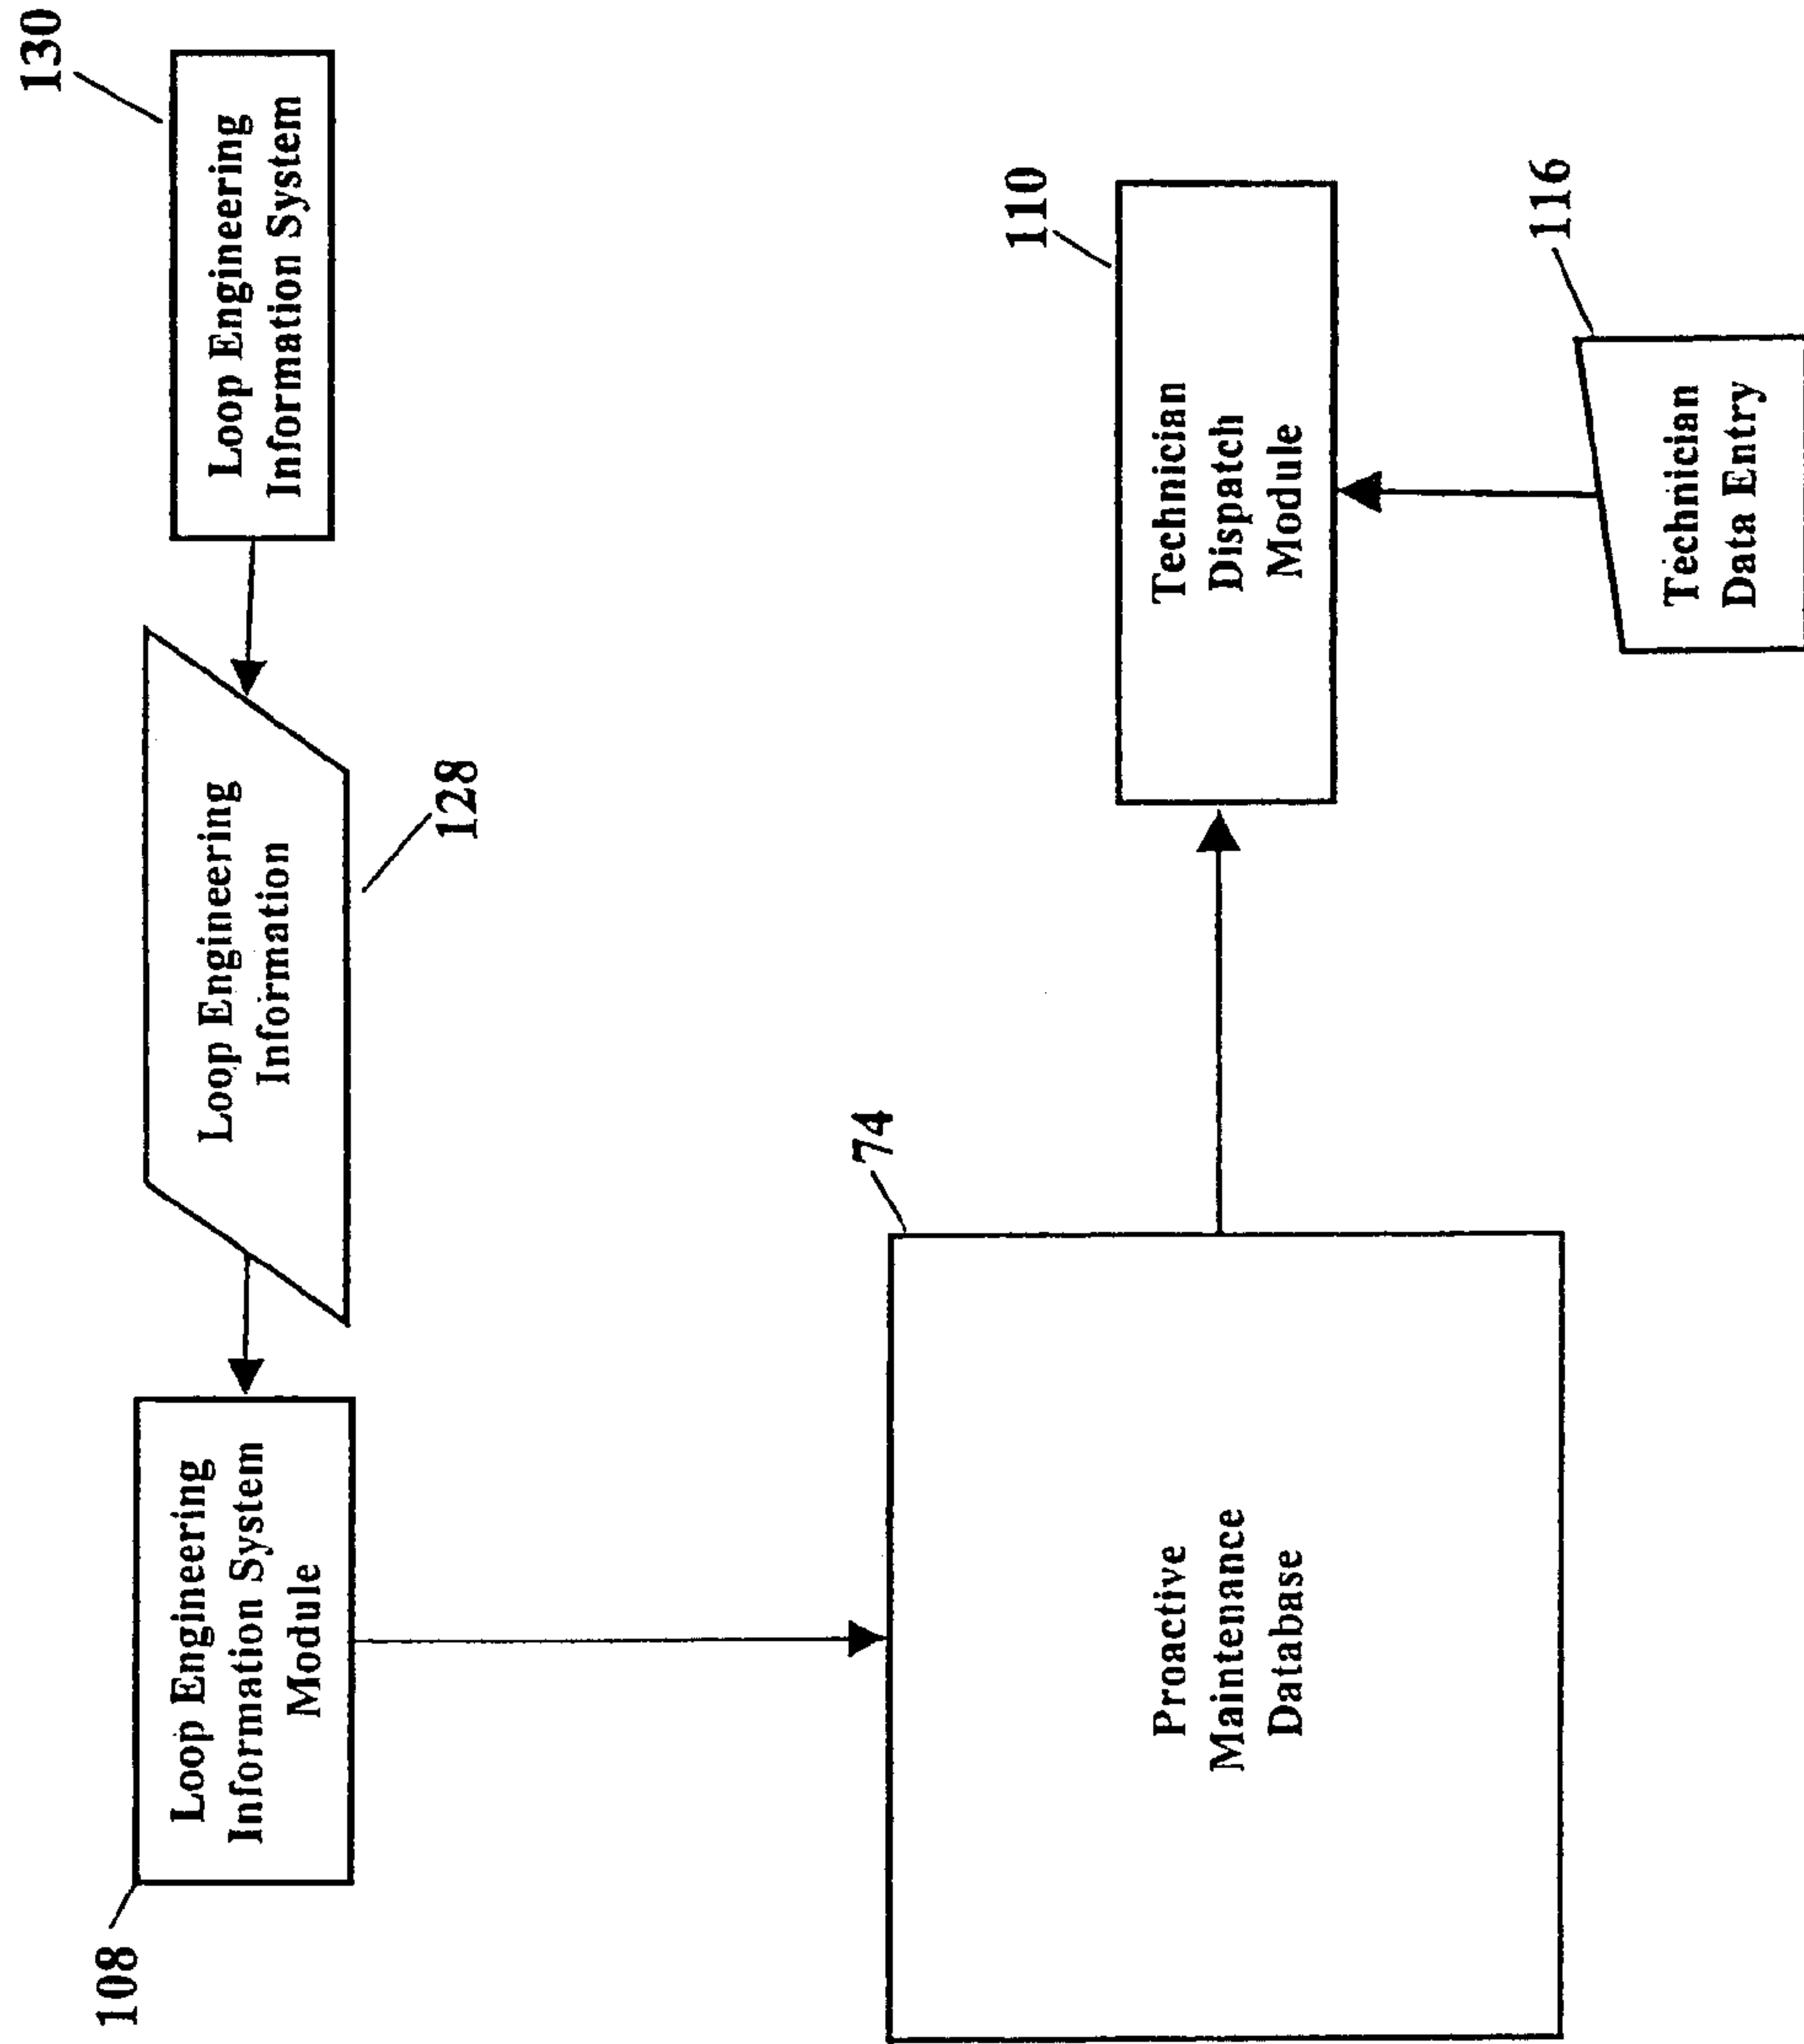 108
Loop Engineering
Information System
Module
Loop Engineering
Information
128
130
Loop Engineering
Information System
74
Proactive
Maintenance
Database
110
Technician
Dispatch
Module
116
Technician
Data Entry